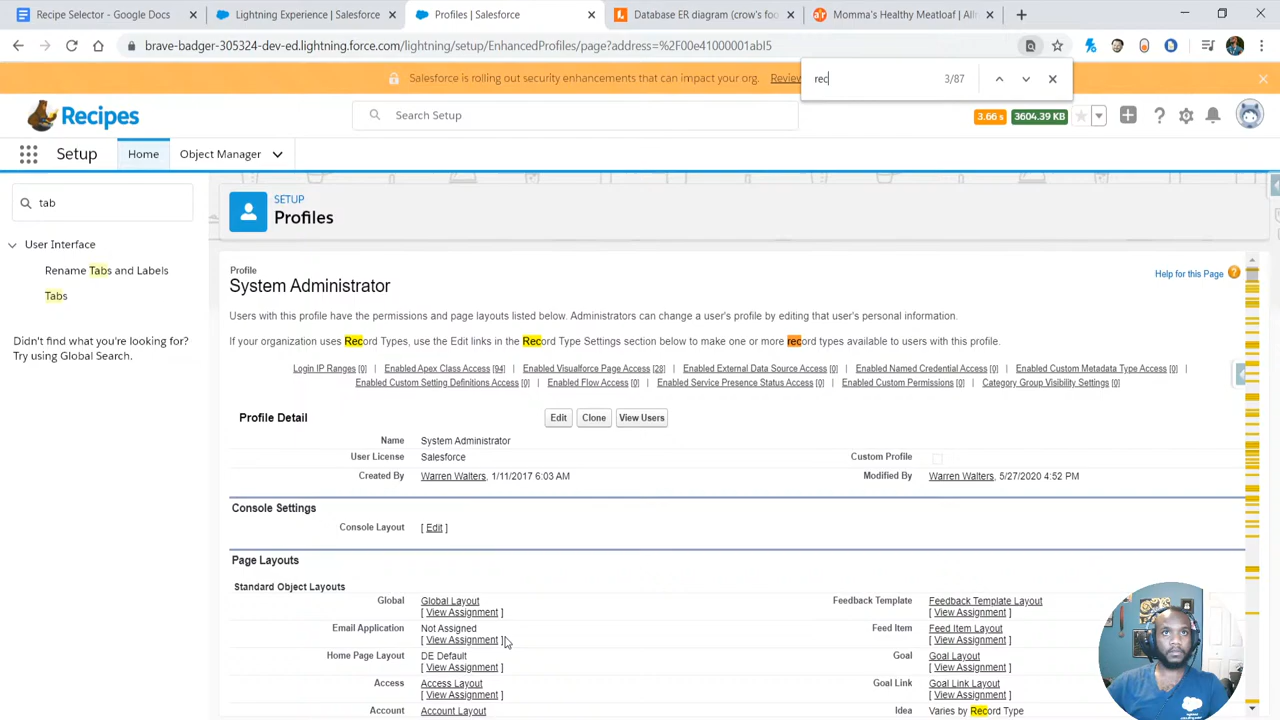 Recipe Selector - Google Docs
Lightning Experience | Salesforce
Profiles | Salesforce
Database ER diagram (crow's foo
Momma's Healthy Meatloaf | Allr
brave-badger-305324-dev-ed.lightning.force.com/lightning/setup/EnhancedProfiles/page?address=%2F00e41000001abI5
Salesforce is rolling out security enhancements that can impact your org. Review
rec 3/87
Recipes
Search Setup
3.66 s 3604.39 KB
Setup Home Object Manager
tab
User Interface
Rename Tabs and Labels
Tabs
Didn't find what you're looking for?
Try using Global Search.
SETUP
Profiles
Profile
System Administrator
Help for this Page
Users with this profile have the permissions and page layouts listed below. Administrators can change a user's profile by editing that user's personal information.
If your organization uses Record Types, use the Edit links in the Record Type Settings section below to make one or more record types available to users with this profile.
Login IP Ranges [0] | Enabled Apex Class Access [94] | Enabled Visualforce Page Access [28] | Enabled External Data Source Access [0] | Enabled Named Credential Access [0] | Enabled Custom Metadata Type Access [0] |
Enabled Custom Setting Definitions Access [0] | Enabled Flow Access [0] | Enabled Service Presence Status Access [0] | Enabled Custom Permissions [0] | Category Group Visibility Settings [0]
Profile Detail Edit Clone View Users
Name System Administrator
User License Salesforce Custom Profile
Created By Warren Walters, 1/11/2017 6:03 AM Modified By Warren Walters, 5/27/2020 4:52 PM
Console Settings
Console Layout [ Edit ]
Page Layouts
Standard Object Layouts
Global Global Layout Feedback Template Feedback Template Layout
[ View Assignment ] [ View Assignment ]
Email Application Not Assigned Feed Item Feed Item Layout
[ View Assignment ] [ View Assignment ]
Home Page Layout DE Default Goal Goal Layout
[ View Assignment ] [ View Assignment ]
Access Access Layout Goal Link Goal Link Layout
[ View Assignment ] [ View Assignment ]
Account Account Layout Idea Varies by Record Type